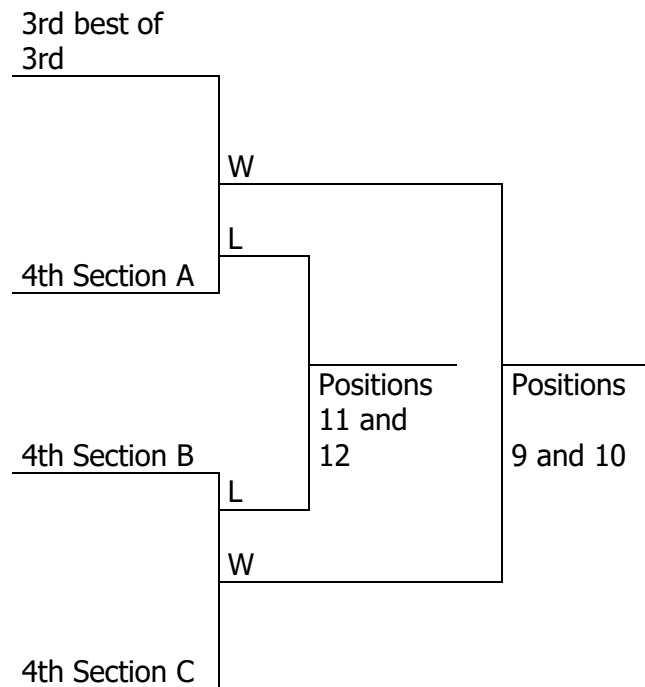 3rd best of
3rd
W
L
4th Section A
Positions
11 and
12
Positions
9 and 10
4th Section B
L
W
4th Section C